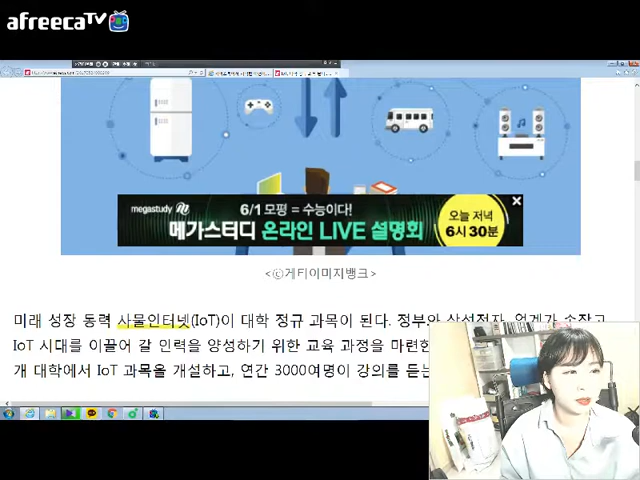 afreecaTV
megastudy
6/1 모평 = 수능이다!
메가스터디 온라인 LIVE 설명회
오늘 저녁
6시 30분
<ⓒ게티이미지뱅크>
미래 성장 동력 사물인터넷(IoT)이 대학 정규 과목이 된다. 정부와 삼성전자, 업계가 손잡고
IoT 시대를 이끌어 갈 인력을 양성하기 위한 교육 과정을 마련한
개 대학에서 IoT 과목을 개설하고, 연간 3000여명이 강의를 듣는